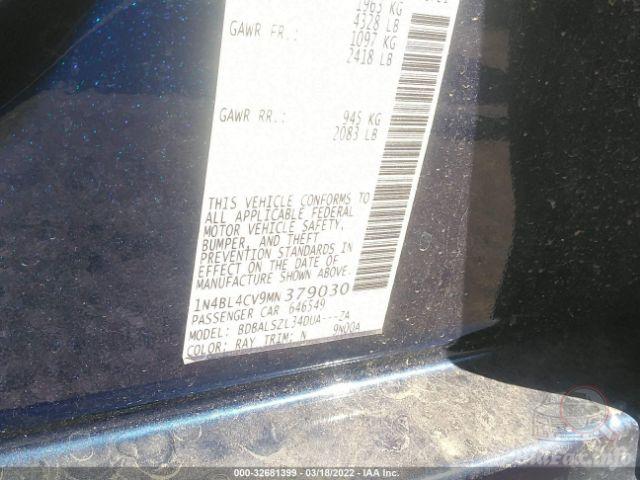 1963 KG
4328 LB
GAWR FR.: 1097 KG
2418 LB
GAWR RR.: 945 KG
2083 LB
THIS VEHICLE CONFORMS TO
ALL APPLICABLE FEDERAL
MOTOR VEHICLE SAFETY,
BUMPER, AND THEFT
PREVENTION STANDARDS IN
EFFECT ON THE DATE OF
MANUFACTURE SHOWN ABOVE.
1N4BL4CV9MN379030
PASSENGER CAR 646549
MODEL: BDBALSZL34DUA---ZA
COLOR: RAY TRIM: N 9N00A
000-32681399 - 03/18/2022 - IAA Inc.